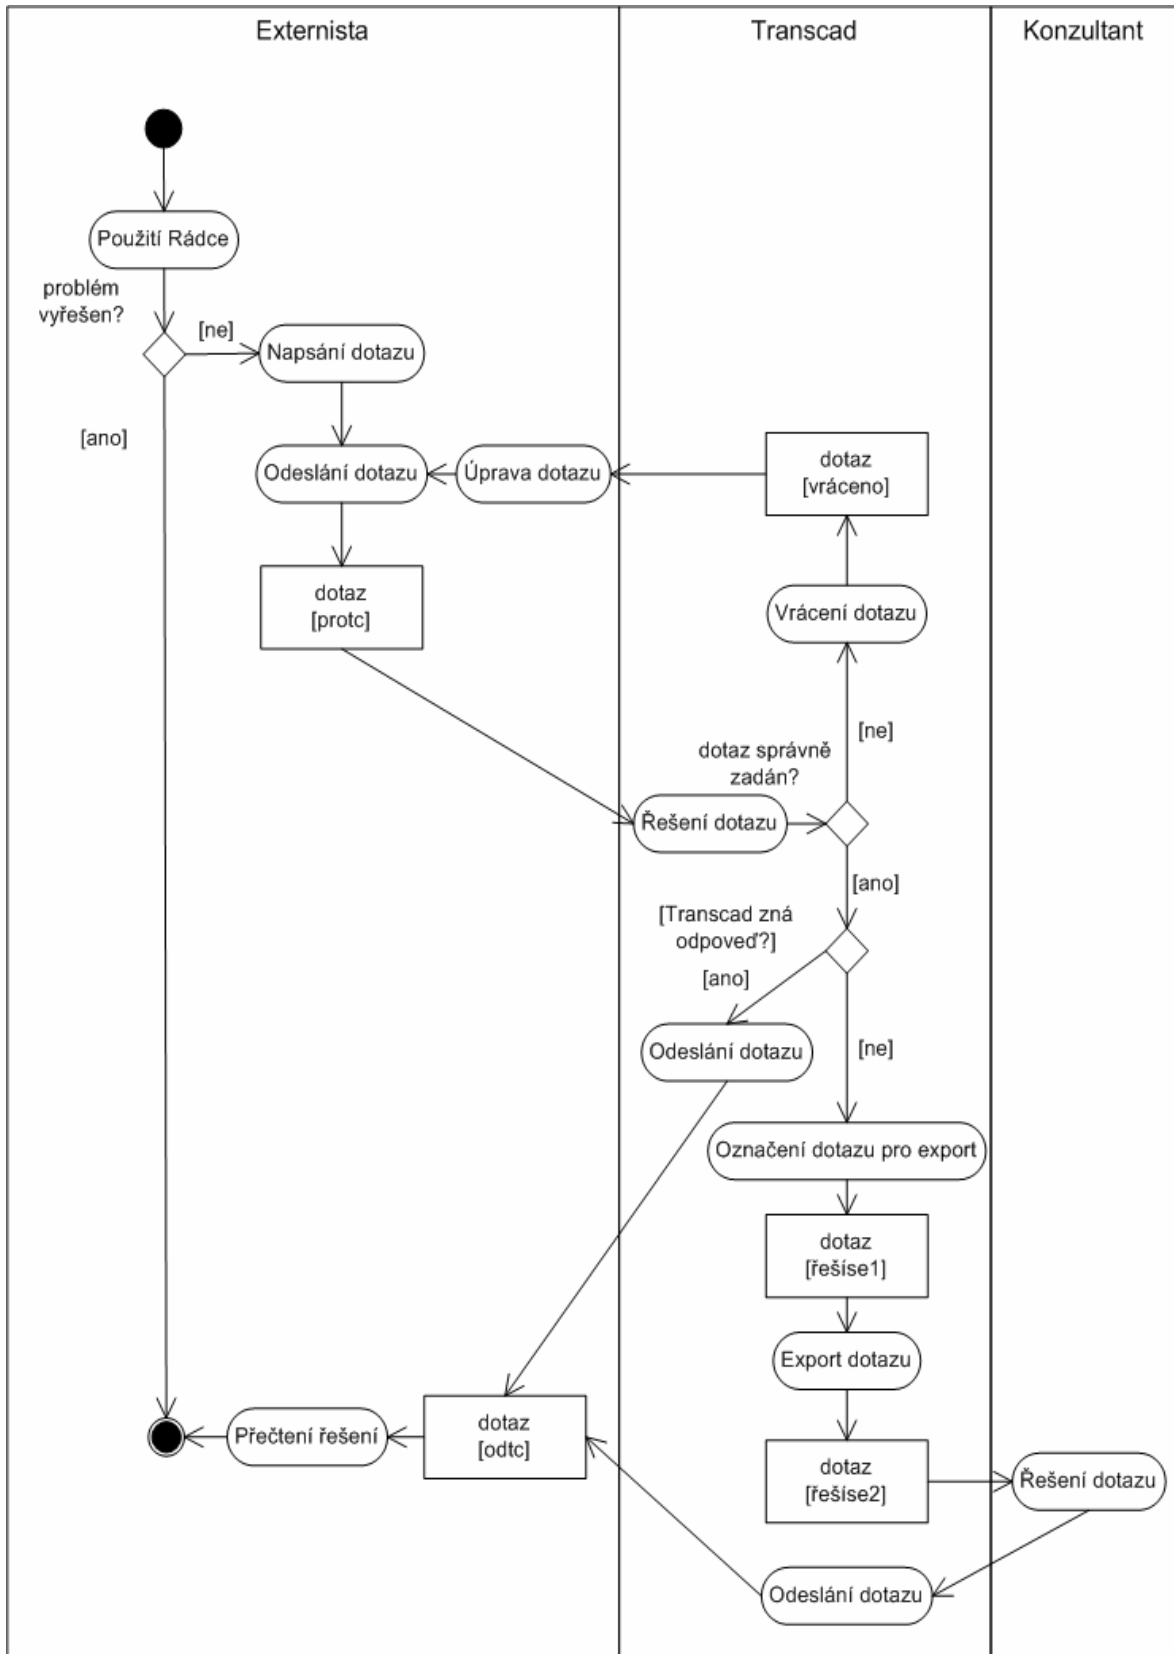 Externista
Transcad
Konzultant
Použití Rádce
problém
vyřešen?
[ne]
Napsání dotazu
[ano]
Odeslání dotazu
Úprava dotazu
dotaz
[vráceno]
dotaz
[protc]
Vrácení dotazu
[ne]
dotaz správně
zadán?
Řešení dotazu
[ano]
[Transcad zná
odpoveď?]
[ano]
Odeslání dotazu
[ne]
Označení dotazu pro export
dotaz
[řešíse1]
Export dotazu
Přečtení řešení
dotaz
[odtc]
dotaz
[řešíse2]
Řešení dotazu
Odeslání dotazu